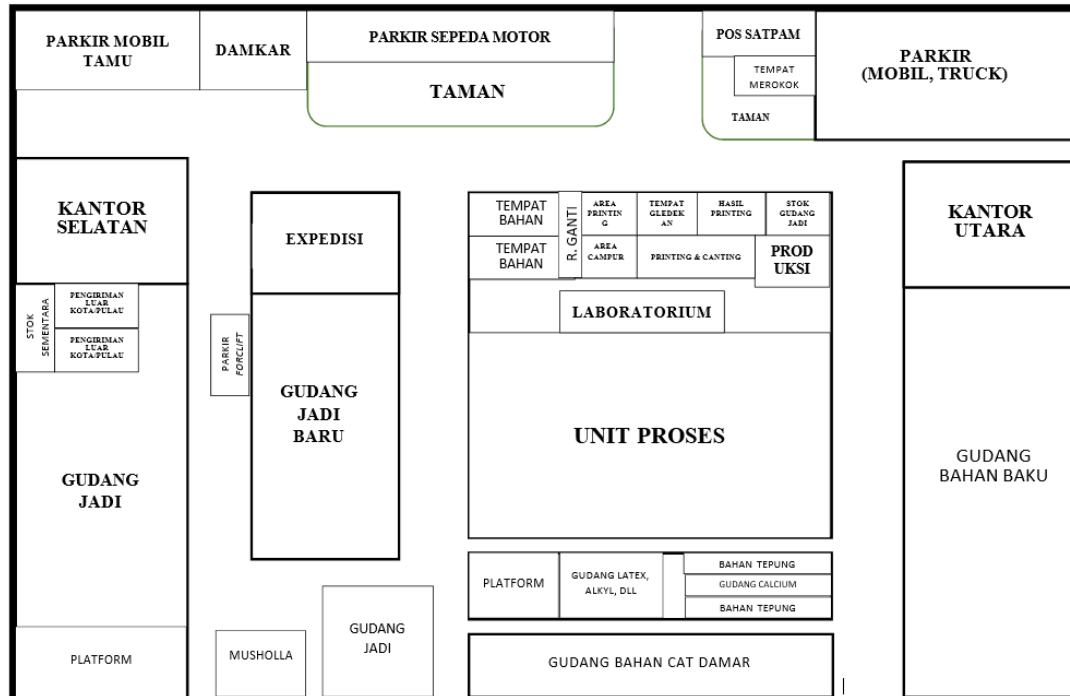 PARKIR MOBIL
TAMU
DAMKAR
PARKIR SEPEDA MOTOR
TAMAN
POS SATPAM
TEMPAT
MEROKOK
TAMAN
PARKIR
(MOBIL, TRUCK)
KANTOR
SELATAN
EXPEDISI
TEMPAT
BAHAN
TEMPAT
BAHAN
R. GANTI
AREA
PRINTIN
G
TEMPAT
GLEDEK
AN
HASIL
PRINTING
STOK
GUDANG
JADI
AREA
CAMPUR
PRINTING & CANTING
PROD
UKSI
KANTOR
UTARA
STOK
SEMENTARA
PENGIRIMAN
LUAR
KOTA/PULAU
PENGIRIMAN
LUAR
KOTA/PULAU
PARKIR
FORCLIFT
LABORATORIUM
GUDANG
JADI
BARU
UNIT PROSES
GUDANG
BAHAN BAKU
GUDANG
JADI
PLATFORM
GUDANG LATEX,
ALKYL, DLL
BAHAN TEPUNG
GUDANG CALCIUM
BAHAN TEPUNG
PLATFORM
MUSHOLLA
GUDANG
JADI
GUDANG BAHAN CAT DAMAR